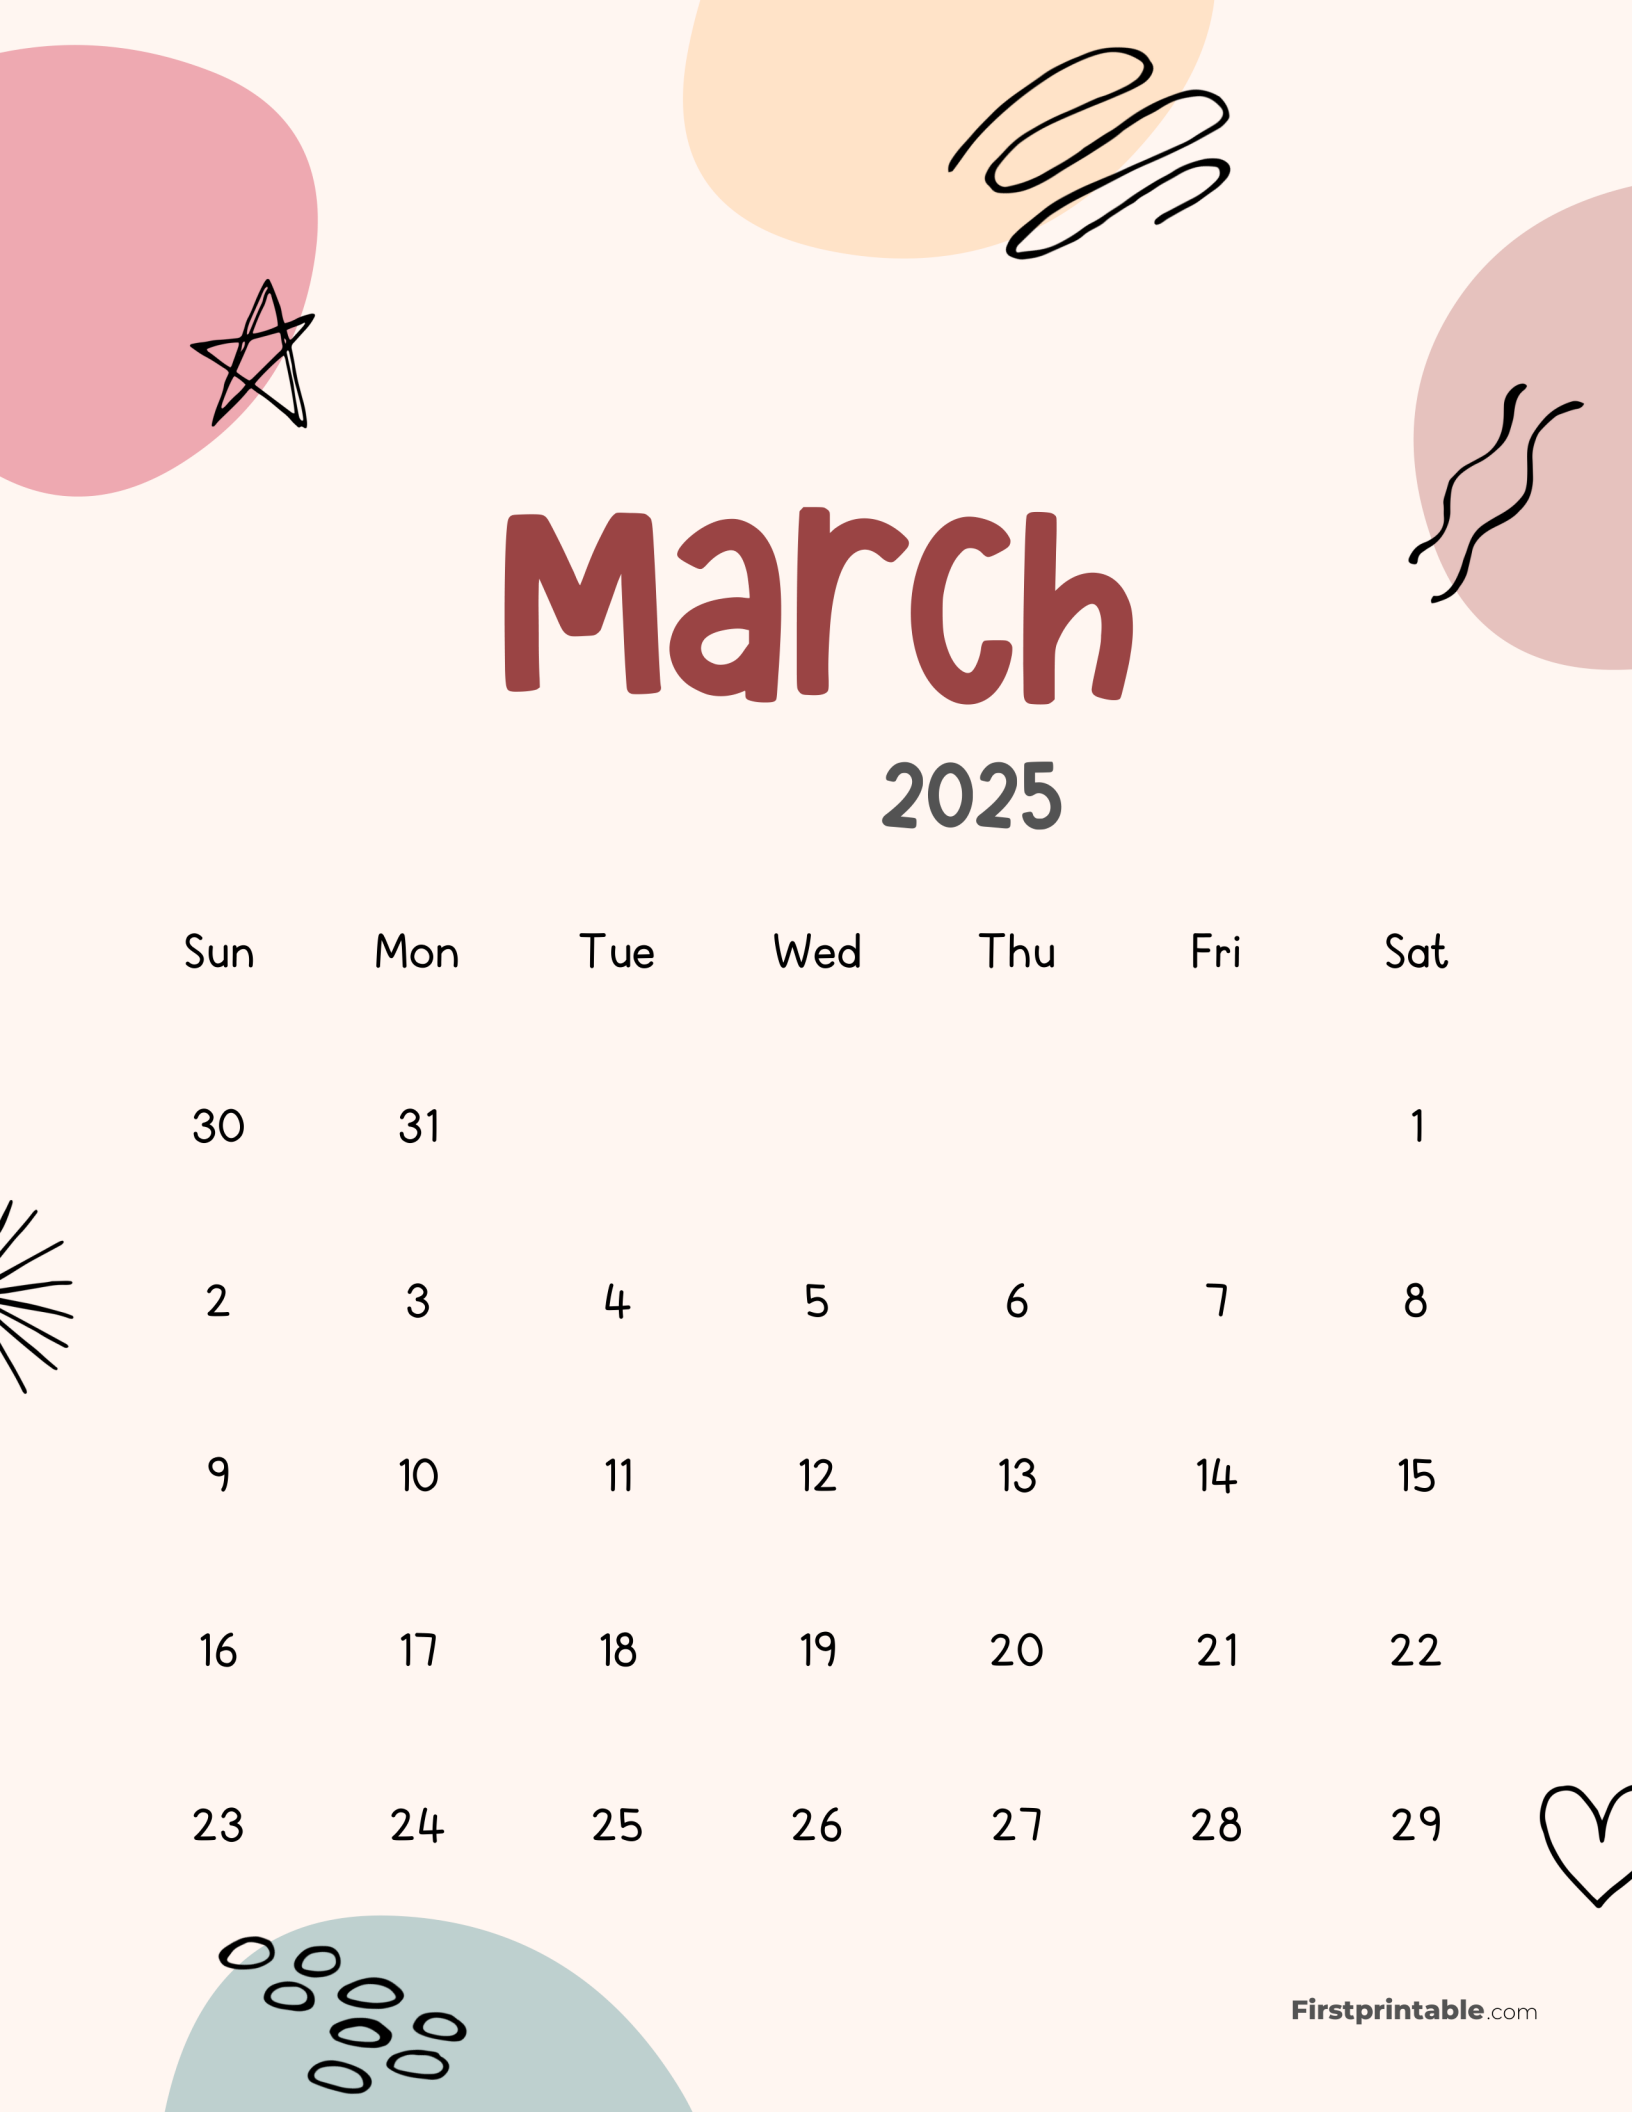 March
2025
Sun Mon Tue Wed Thu Fri Sat
30 31 1
2 3 4 5 6 7 8
9 10 11 12 13 14 15
16 17 18 19 20 21 22
23 24 25 26 27 28 29
Firstprintable.com